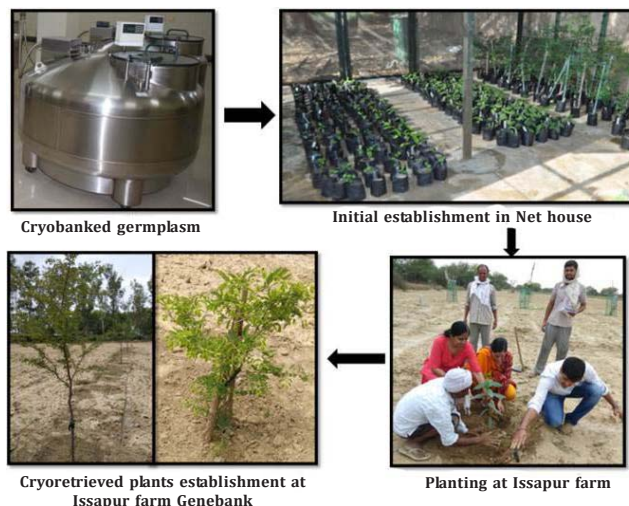 Cryobanked germplasm
Initial establishment in Net house
Planting at Issapur farm
Cryoretrieved plants establishment at
Issapur farm Genebank